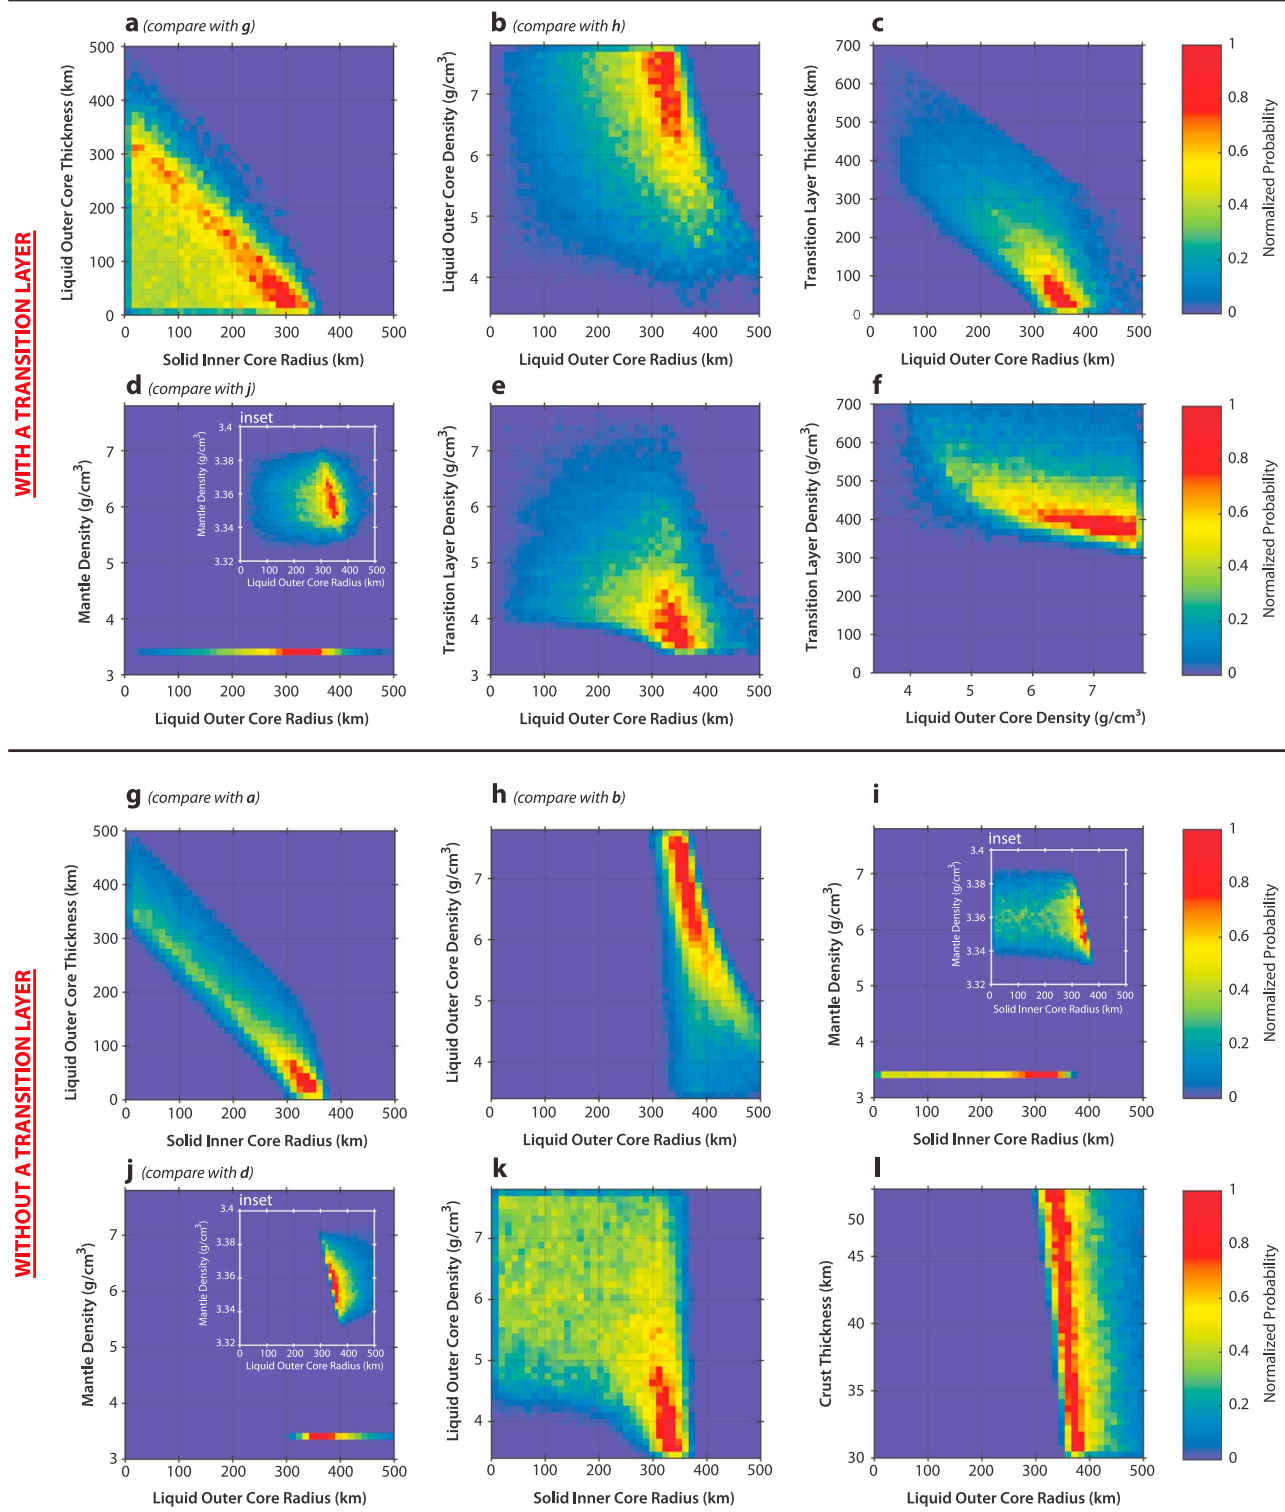 WITH A TRANSITION LAYER
a (compare with g)
500
400
300
200
100
0
Liquid Outer Core Thickness (km)
0 100 200 300 400 500
Solid Inner Core Radius (km)
b (compare with h)
7
6
5
4
Liquid Outer Core Density (g/cm³)
0 100 200 300 400 500
Liquid Outer Core Radius (km)
c
700
600
500
400
300
200
100
0
Transition Layer Thickness (km)
0 100 200 300 400 500
Liquid Outer Core Radius (km)
1
0.8
0.6
0.4
0.2
0
Normalized Probability
d (compare with j)
7
6
5
4
3
Mantle Density (g/cm³)
0 100 200 300 400 500
Liquid Outer Core Radius (km)
inset
3.4
3.38
3.36
3.34
3.32
Mantle Density (g/cm³)
0 100 200 300 400 500
Liquid Outer Core Radius (km)
e
7
6
5
4
3
Transition Layer Density (g/cm³)
0 100 200 300 400 500
Liquid Outer Core Radius (km)
f
700
600
500
400
300
200
100
0
Transition Layer Density (g/cm³)
4 5 6 7
Liquid Outer Core Density (g/cm³)
1
0.8
0.6
0.4
0.2
0
Normalized Probability
WITHOUT A TRANSITION LAYER
g (compare with a)
500
400
300
200
100
0
Liquid Outer Core Thickness (km)
0 100 200 300 400 500
Solid Inner Core Radius (km)
h (compare with b)
7
6
5
4
Liquid Outer Core Density (g/cm³)
0 100 200 300 400 500
Liquid Outer Core Radius (km)
i
7
6
5
4
3
Mantle Density (g/cm³)
0 100 200 300 400 500
Solid Inner Core Radius (km)
inset
3.4
3.38
3.36
3.34
3.32
Mantle Density (g/cm³)
0 100 200 300 400 500
Solid Inner Core Radius (km)
1
0.8
0.6
0.4
0.2
0
Normalized Probability
j (compare with d)
7
6
5
4
3
Mantle Density (g/cm³)
0 100 200 300 400 500
Liquid Outer Core Radius (km)
inset
3.4
3.38
3.36
3.34
3.32
Mantle Density (g/cm³)
0 100 200 300 400 500
Liquid Outer Core Radius (km)
k
7
6
5
4
Liquid Outer Core Density (g/cm³)
0 100 200 300 400 500
Solid Inner Core Radius (km)
l
50
45
40
35
30
Crust Thickness (km)
0 100 200 300 400 500
Liquid Outer Core Radius (km)
1
0.8
0.6
0.4
0.2
0
Normalized Probability